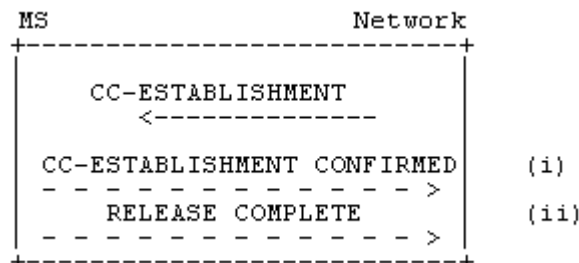 MS Network
CC-ESTABLISHMENT
CC-ESTABLISHMENT CONFIRMED (i)
RELEASE COMPLETE (ii)